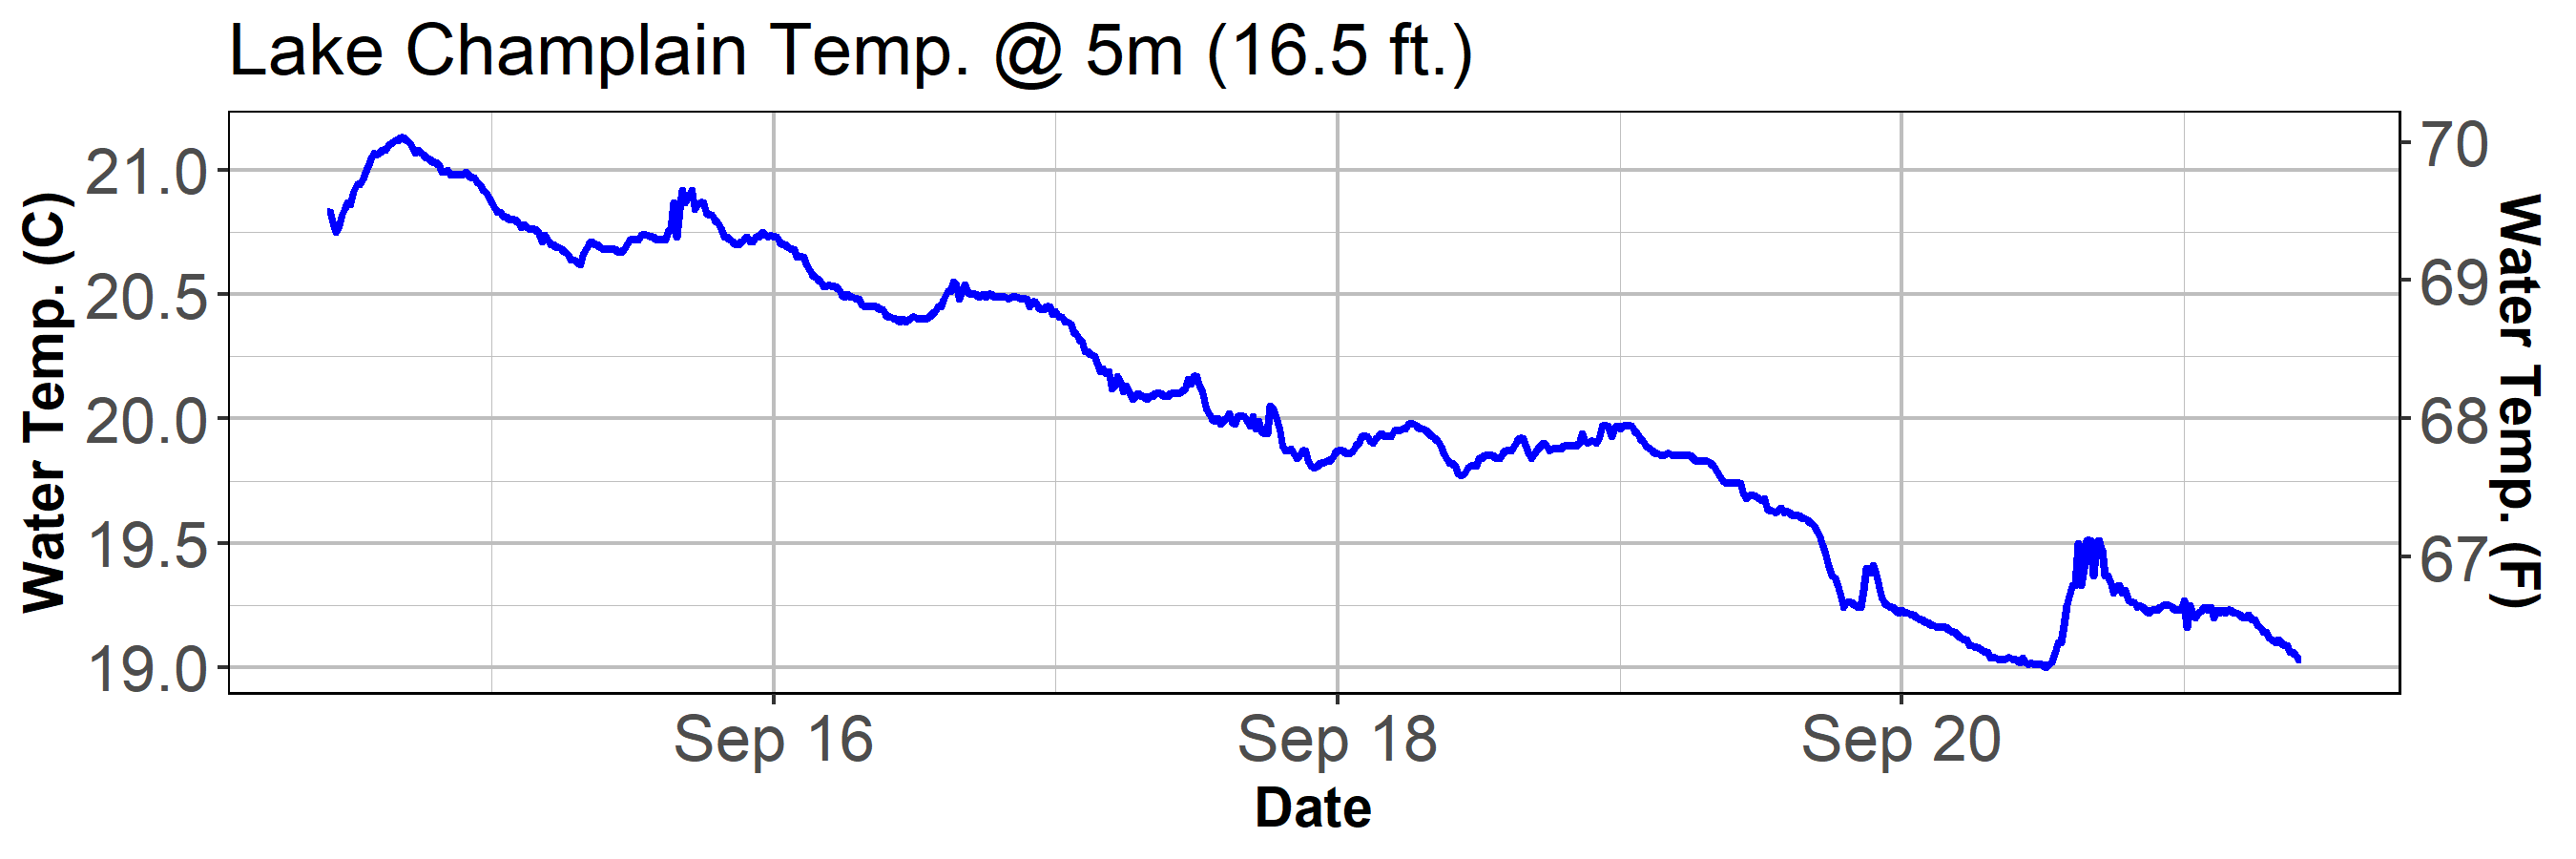 Lake Champlain Temp. @ 5m (16.5 ft.)
Water Temp. (C)
21.0
20.5
20.0
19.5
19.0
70
69
68
67
Water Temp. (F)
Sep 16 Sep 18 Sep 20
Date